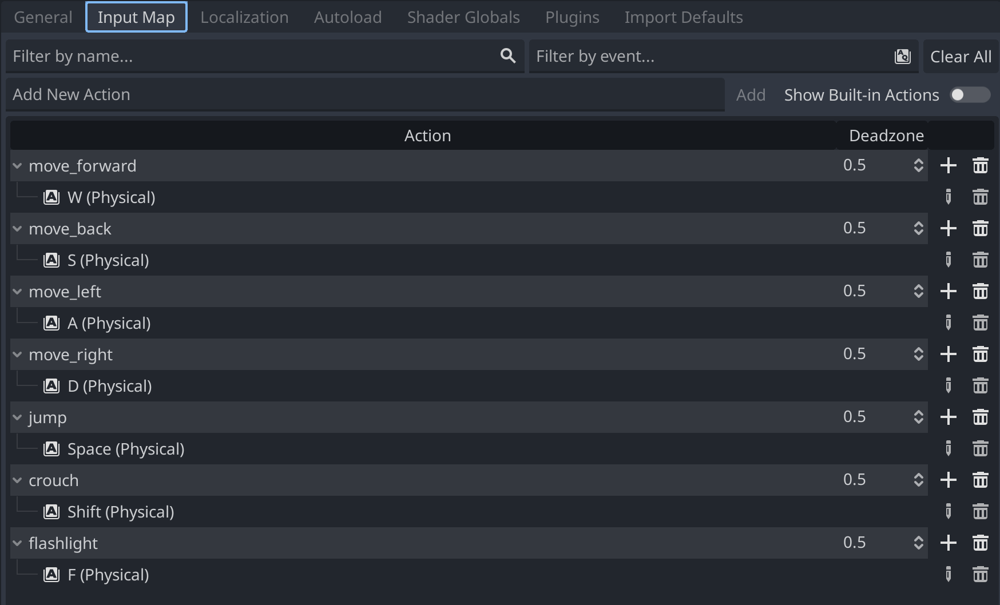 General Input Map Localization Autoload Shader Globals Plugins Import Defaults
Filter by name... Filter by event... Clear All
Add New Action Add Show Built-in Actions
Action Deadzone
move_forward 0.5
W (Physical)
move_back 0.5
S (Physical)
move_left 0.5
A (Physical)
move_right 0.5
D (Physical)
jump 0.5
Space (Physical)
crouch 0.5
Shift (Physical)
flashlight 0.5
F (Physical)